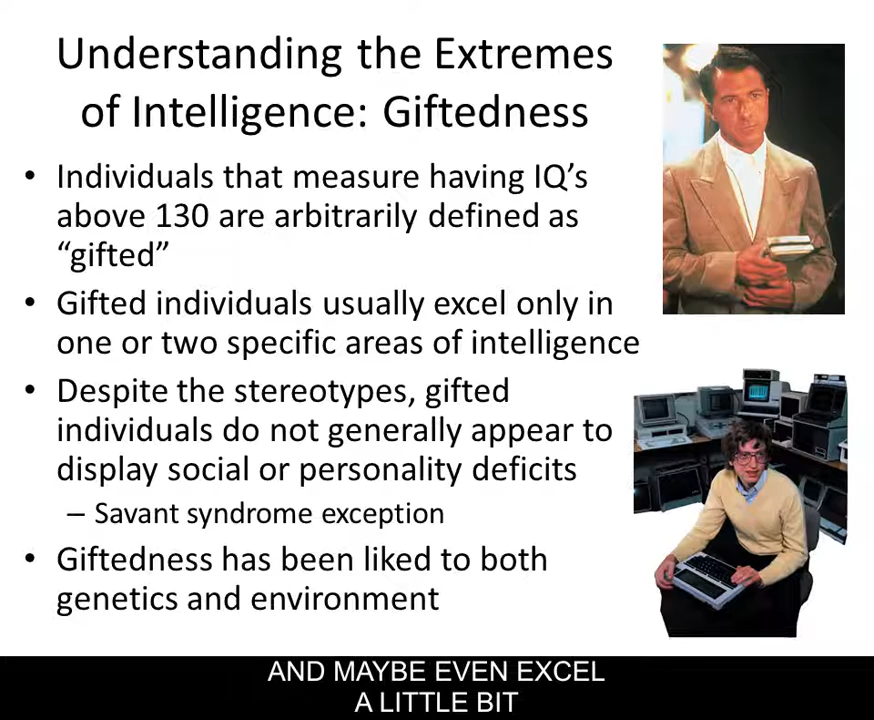 Understanding the Extremes
of Intelligence: Giftedness
• Individuals that measure having IQ’s
above 130 are arbitrarily defined as
“gifted”
• Gifted individuals usually excel only in
one or two specific areas of intelligence
• Despite the stereotypes, gifted
individuals do not generally appear to
display social or personality deficits
– Savant syndrome exception
• Giftedness has been liked to both
genetics and environment
AND MAYBE EVEN EXCEL
A LITTLE BIT